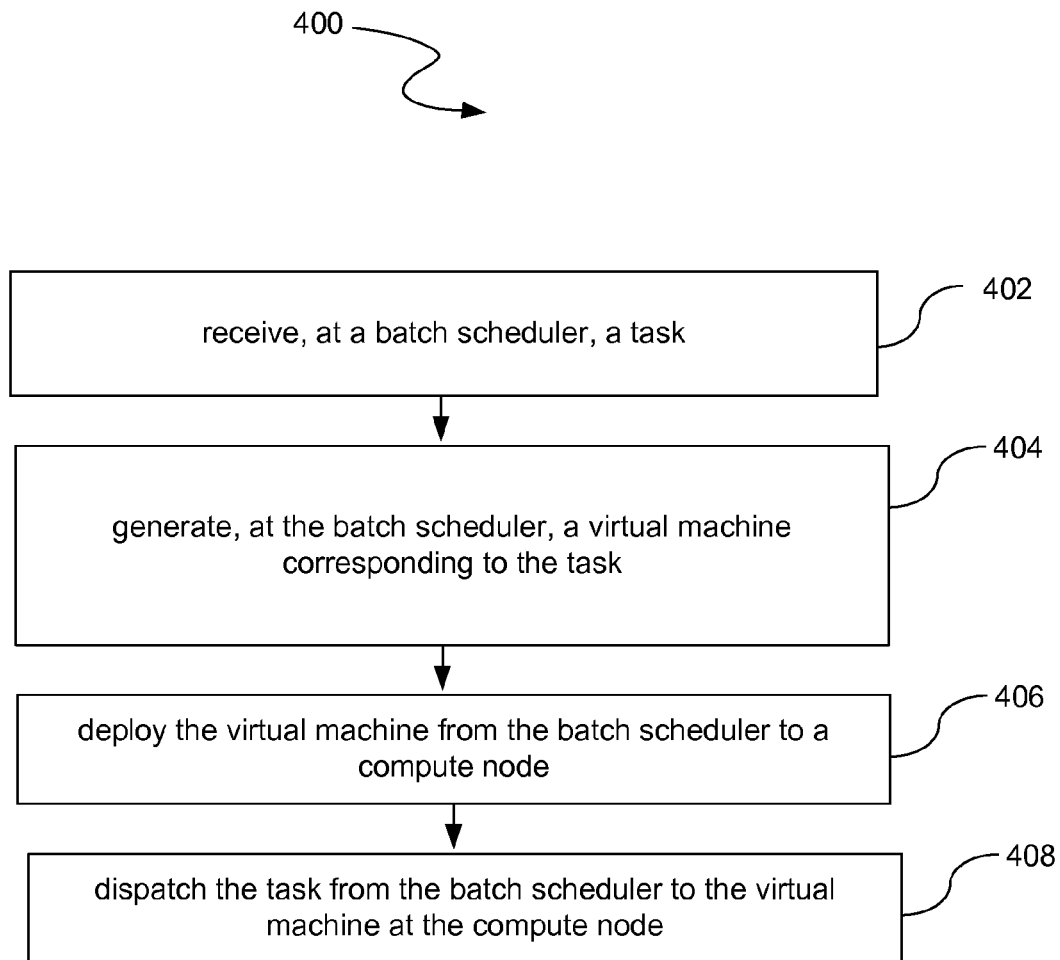 400
receive, at a batch scheduler, a task
402
generate, at the batch scheduler, a virtual machine
corresponding to the task
404
deploy the virtual machine from the batch scheduler to a
compute node
406
dispatch the task from the batch scheduler to the virtual
machine at the compute node
408